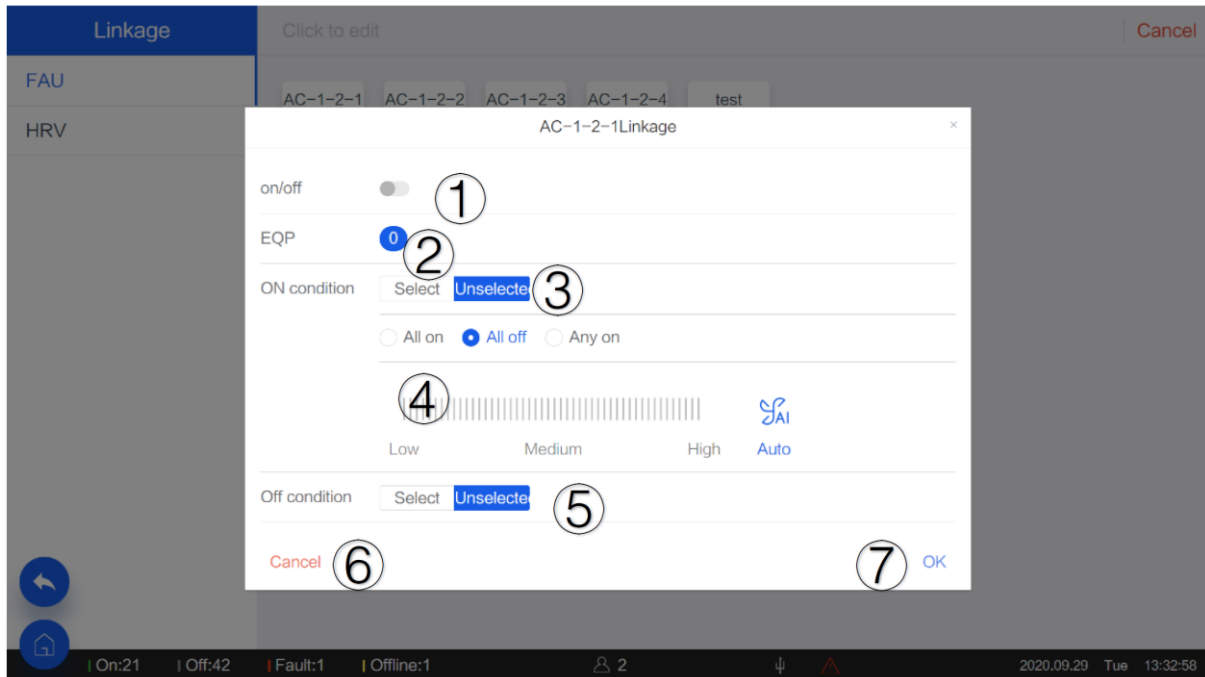 Linkage
Click to edit
Cancel
FAU
HRV
AC-1-2-1 AC-1-2-2 AC-1-2-3 AC-1-2-4 test
AC-1-2-1Linkage ×
on/off ①
EQP 0 ②
ON condition Select Unselected ③
All on All off Any on
④
AI
Low Medium High Auto
Off condition Select Unselected ⑤
Cancel ⑥ ⑦ OK
On:21 Off:42 Fault:1 Offline:1 2 2020.09.29 Tue 13:32:58